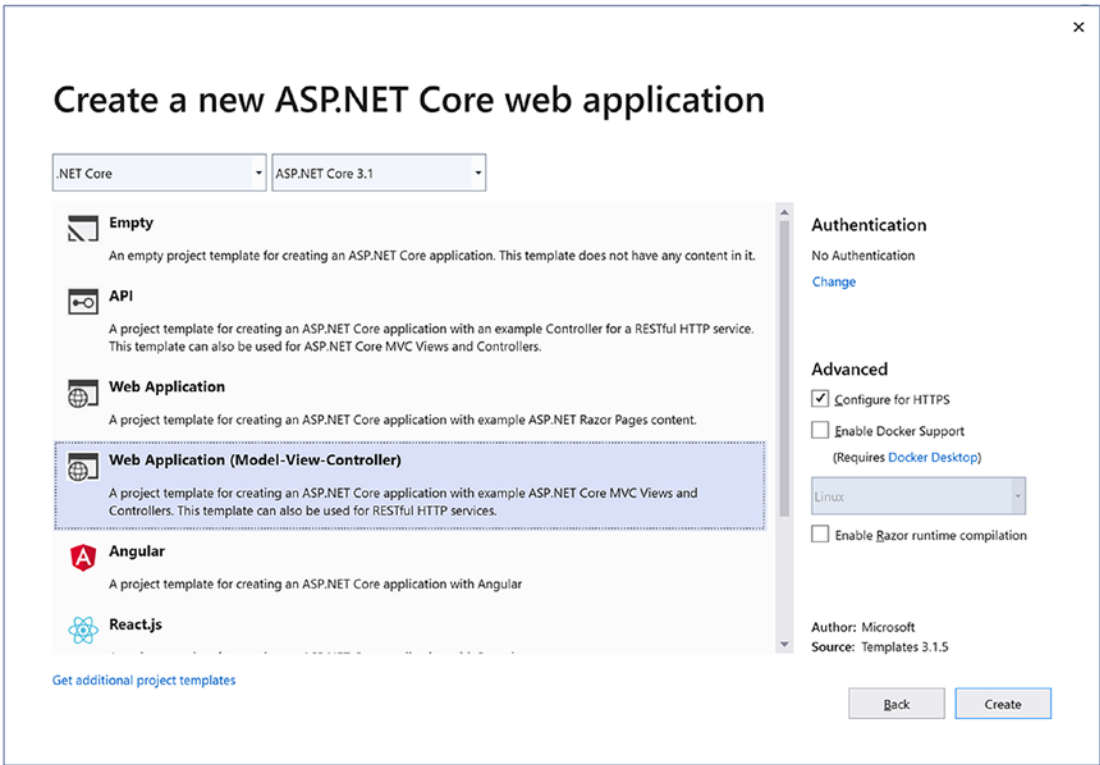 Create a new ASP.NET Core web application
.NET Core
ASP.NET Core 3.1
Empty
An empty project template for creating an ASP.NET Core application. This template does not have any content in it.
API
A project template for creating an ASP.NET Core application with an example Controller for a RESTful HTTP service.
This template can also be used for ASP.NET Core MVC Views and Controllers.
Web Application
A project template for creating an ASP.NET Core application with example ASP.NET Razor Pages content.
Web Application (Model-View-Controller)
A project template for creating an ASP.NET Core application with example ASP.NET Core MVC Views and
Controllers. This template can also be used for RESTful HTTP services.
Angular
A project template for creating an ASP.NET Core application with Angular
React.js
Get additional project templates
Authentication
No Authentication
Change
Advanced
Configure for HTTPS
Enable Docker Support
(Requires Docker Desktop)
Linux
Enable Razor runtime compilation
Author: Microsoft
Source: Templates 3.1.5
Back
Create